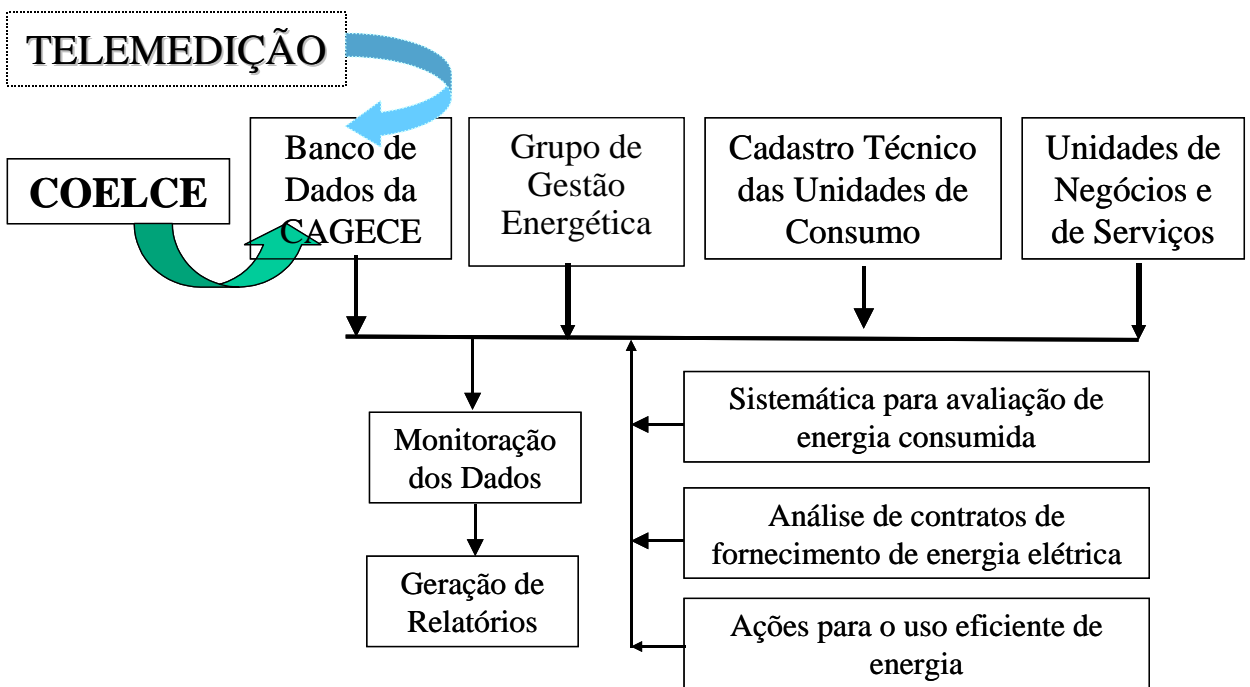 TELEMEDIÇÃO
COELCE
Banco de
Dados da
CAGECE
Grupo de
Gestão
Energética
Cadastro Técnico
das Unidades de
Consumo
Unidades de
Negócios e
de Serviços
Monitoração
dos Dados
Geração de
Relatórios
Sistemática para avaliação de
energia consumida
Análise de contratos de
fornecimento de energia elétrica
Ações para o uso eficiente de
energia